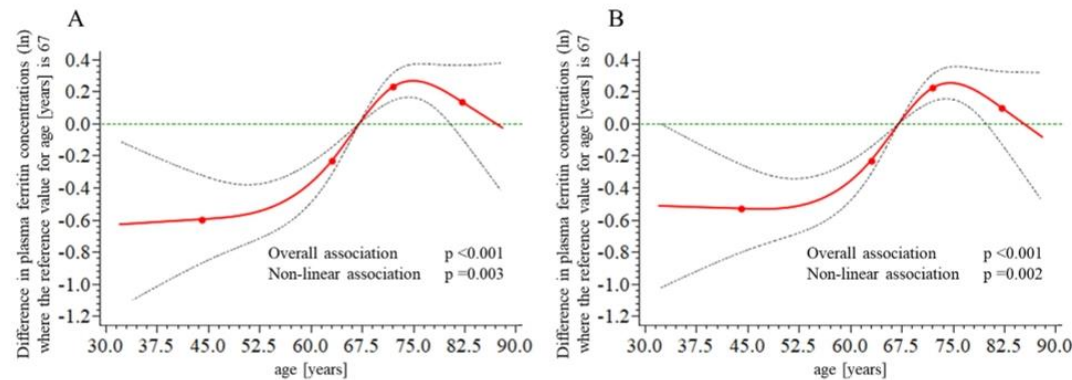 A
Difference in plasma ferritin concentrations (ln)
where the reference value for age [years] is 67
0.4
0.2
0.0
-0.2
-0.4
-0.6
-0.8
-1.0
-1.2
Overall association p <0.001
Non-linear association p =0.003
30.0 37.5 45.0 52.5 60.0 67.5 75.0 82.5 90.0
age [years]
B
Difference in plasma ferritin concentrations (ln)
where the reference value for age [years] is 67
0.4
0.2
0.0
-0.2
-0.4
-0.6
-0.8
-1.0
-1.2
Overall association p <0.001
Non-linear association p =0.002
30.0 37.5 45.0 52.5 60.0 67.5 75.0 82.5 90.0
age [years]